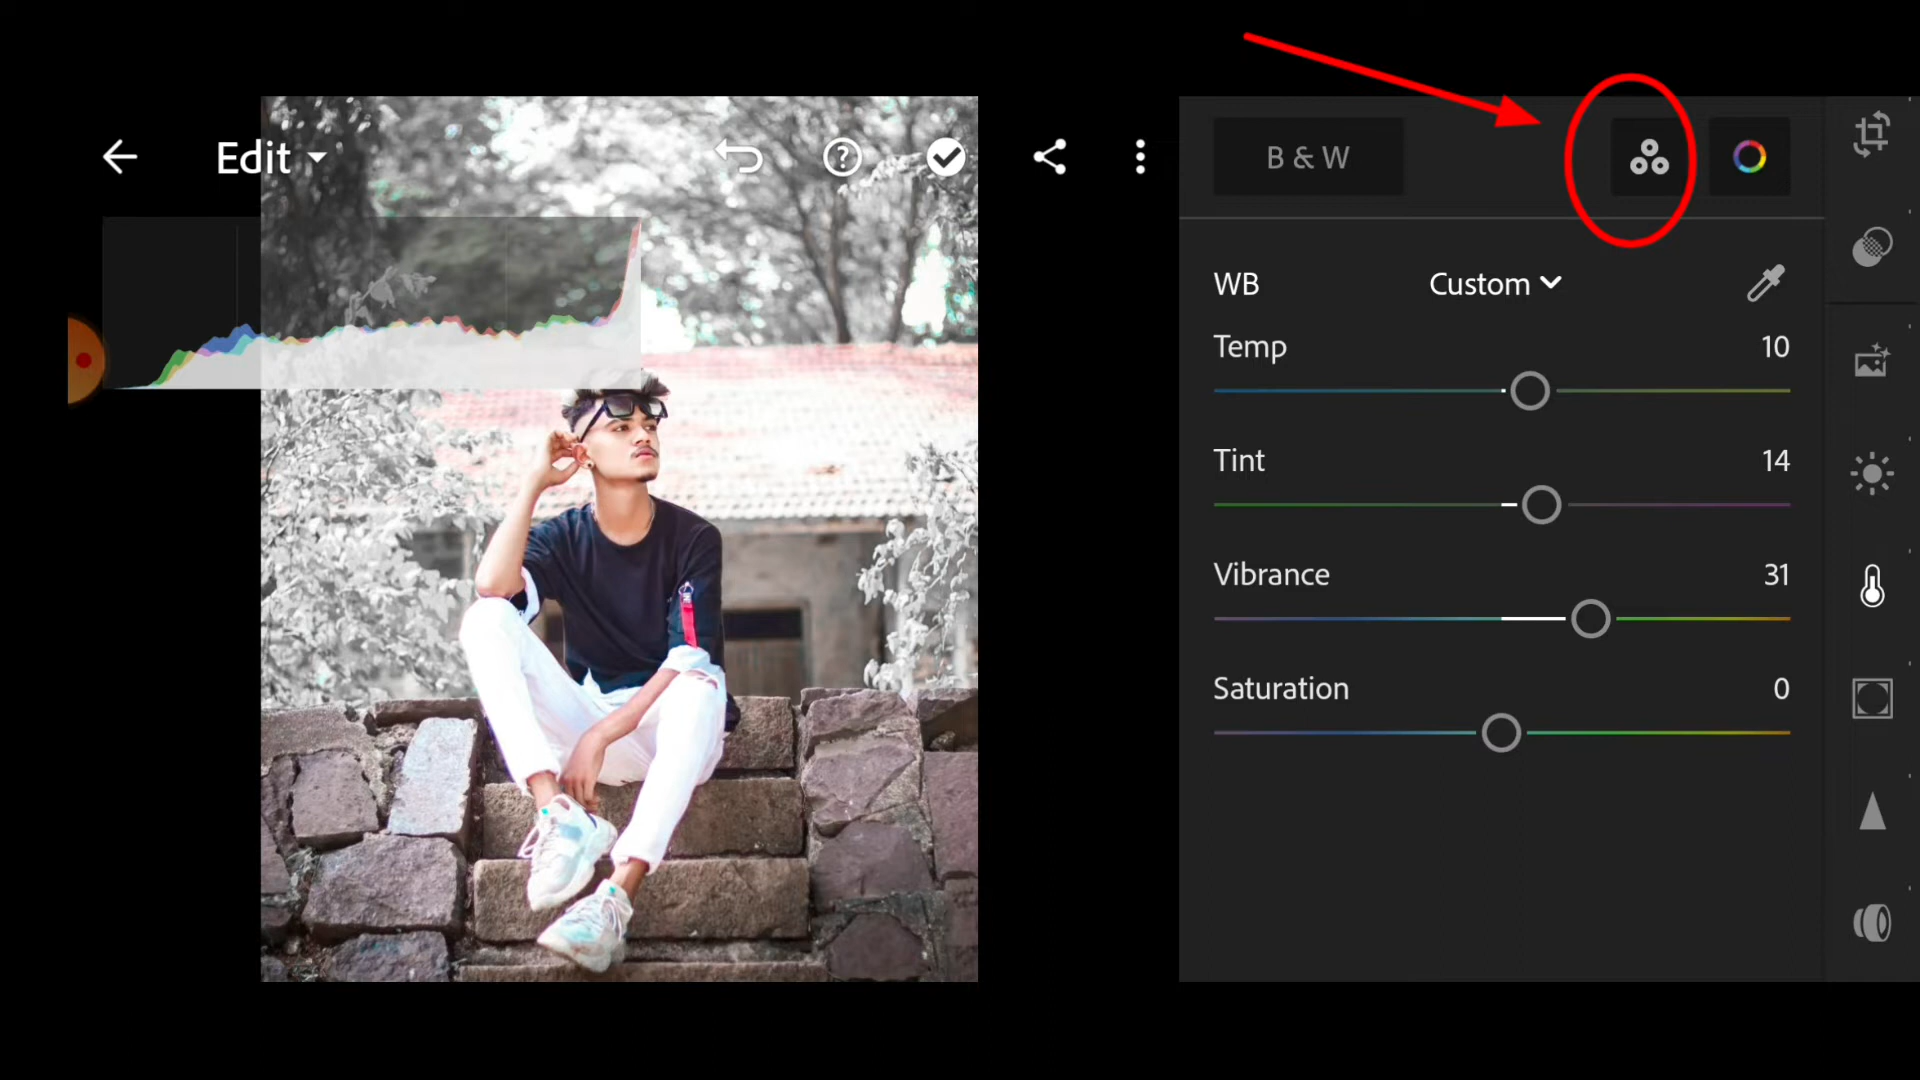 Edit
B & W
WB Custom
Temp 10
Tint 14
Vibrance 31
Saturation 0